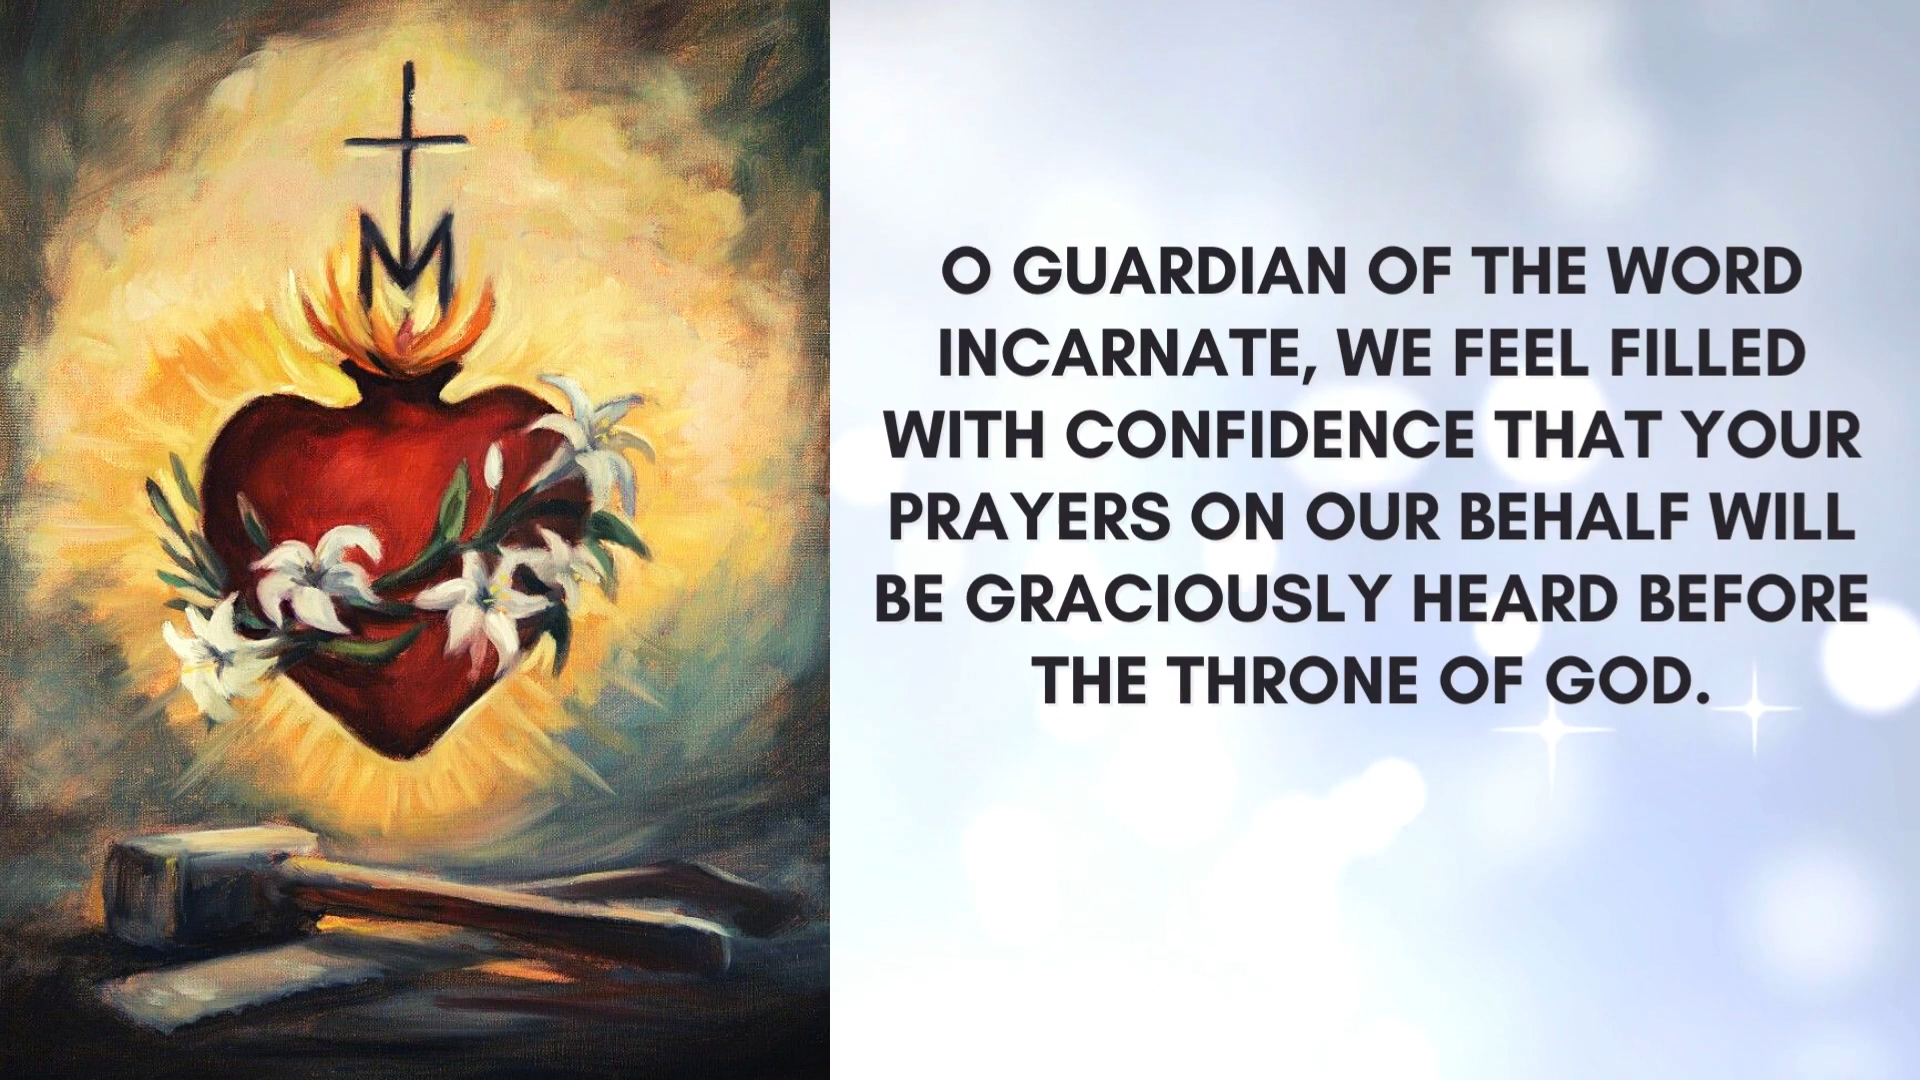 M
O GUARDIAN OF THE WORD
INCARNATE, WE FEEL FILLED
WITH CONFIDENCE THAT YOUR
PRAYERS ON OUR BEHALF WILL
BE GRACIOUSLY HEARD BEFORE
THE THRONE OF GOD.